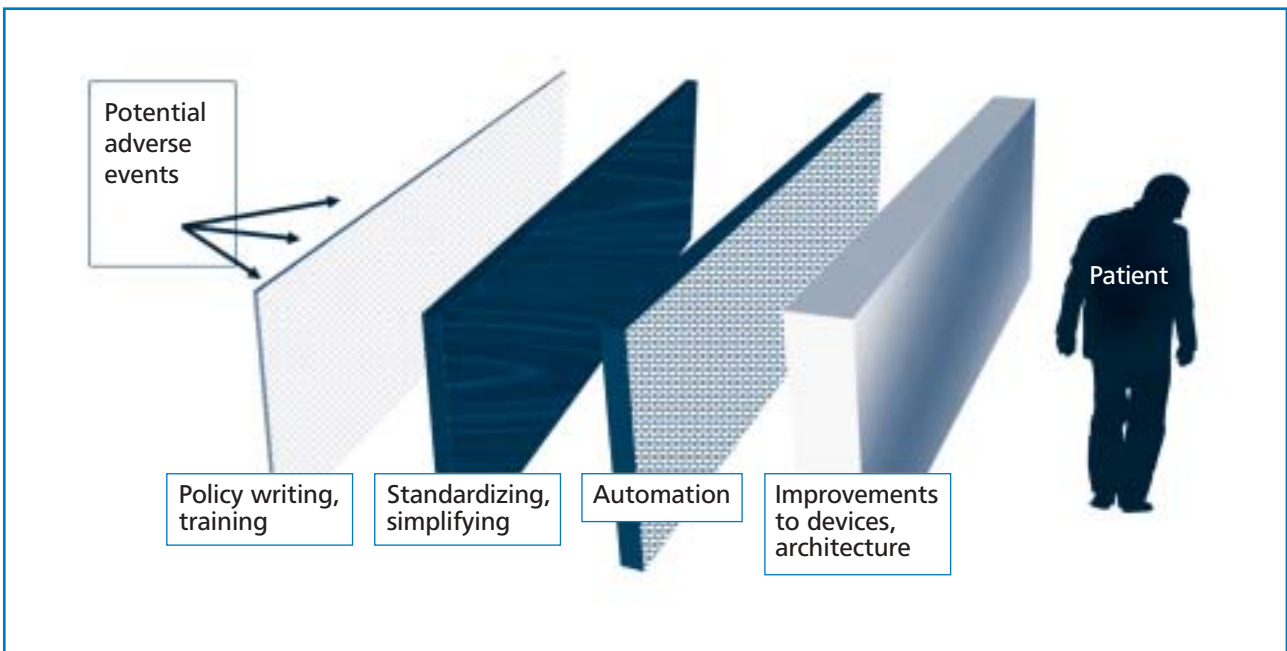 Potential
adverse
events
Patient
Policy writing,
training
Standardizing,
simplifying
Automation
Improvements
to devices,
architecture